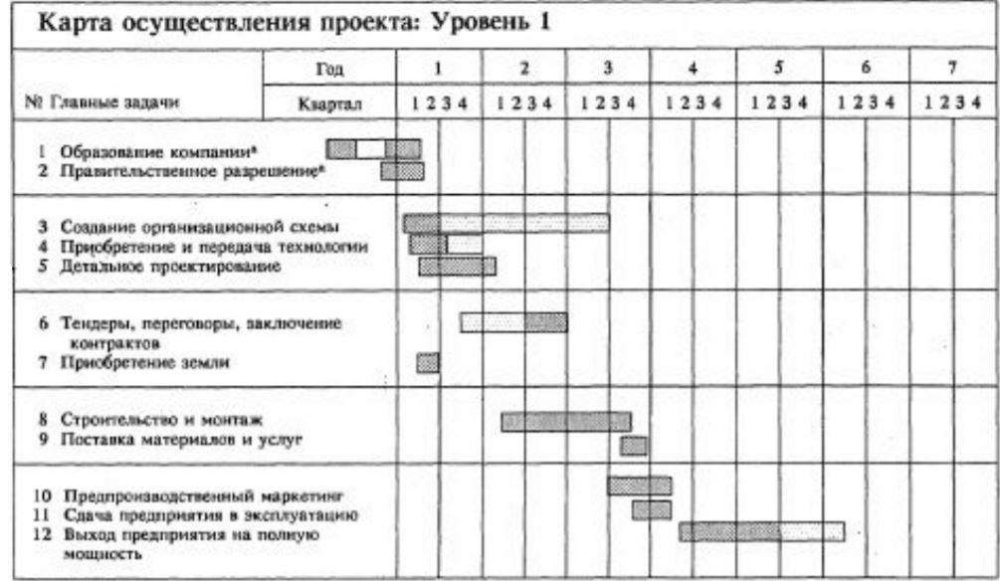 Карта осуществления проекта: Уровень 1
Год 1 2 3 4 5 6 7
№ Главные задачи Квартал 1 2 3 4 1 2 3 4 1 2 3 4 1 2 3 4 1 2 3 4 1 2 3 4 1 2 3 4
1 Образование компанииª
2 Правительственное разрешениеª
3 Создание организационной схемы
4 Приобретение и передача технологии
5 Детальное проектирование
6 Тендеры, переговоры, заключение
контрактов
7 Приобретение земли
8 Строительство и монтаж
9 Поставка материалов и услуг
10 Предпроизводственный маркетинг
11 Сдача предприятия в эксплуатацию
12 Выход предприятия на полную
мощность